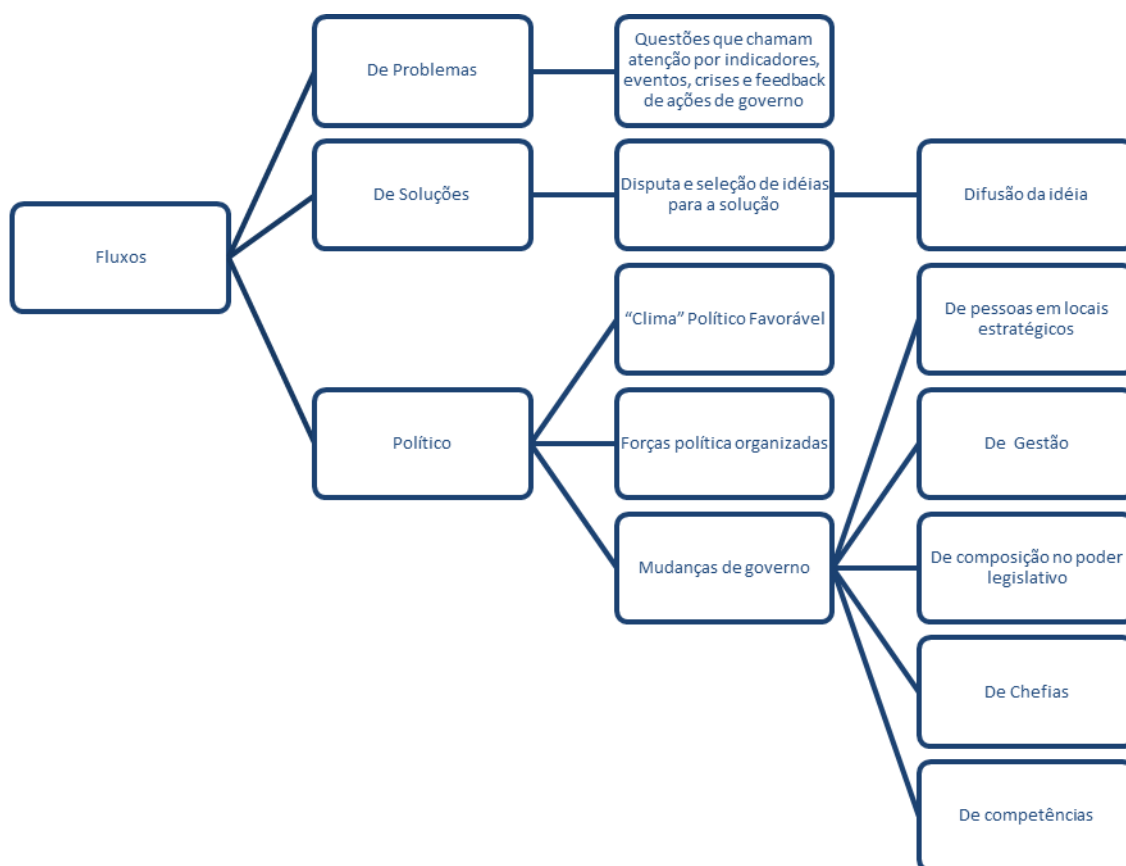 Fluxos
De Problemas
Questões que chamam
atenção por indicadores,
eventos, crises e feedback
de ações de governo
De Soluções
Disputa e seleção de idéias
para a solução
Difusão da idéia
Político
“Clima” Político Favorável
Forças política organizadas
Mudanças de governo
De pessoas em locais
estratégicos
De Gestão
De composição no poder
legislativo
De Chefias
De competências